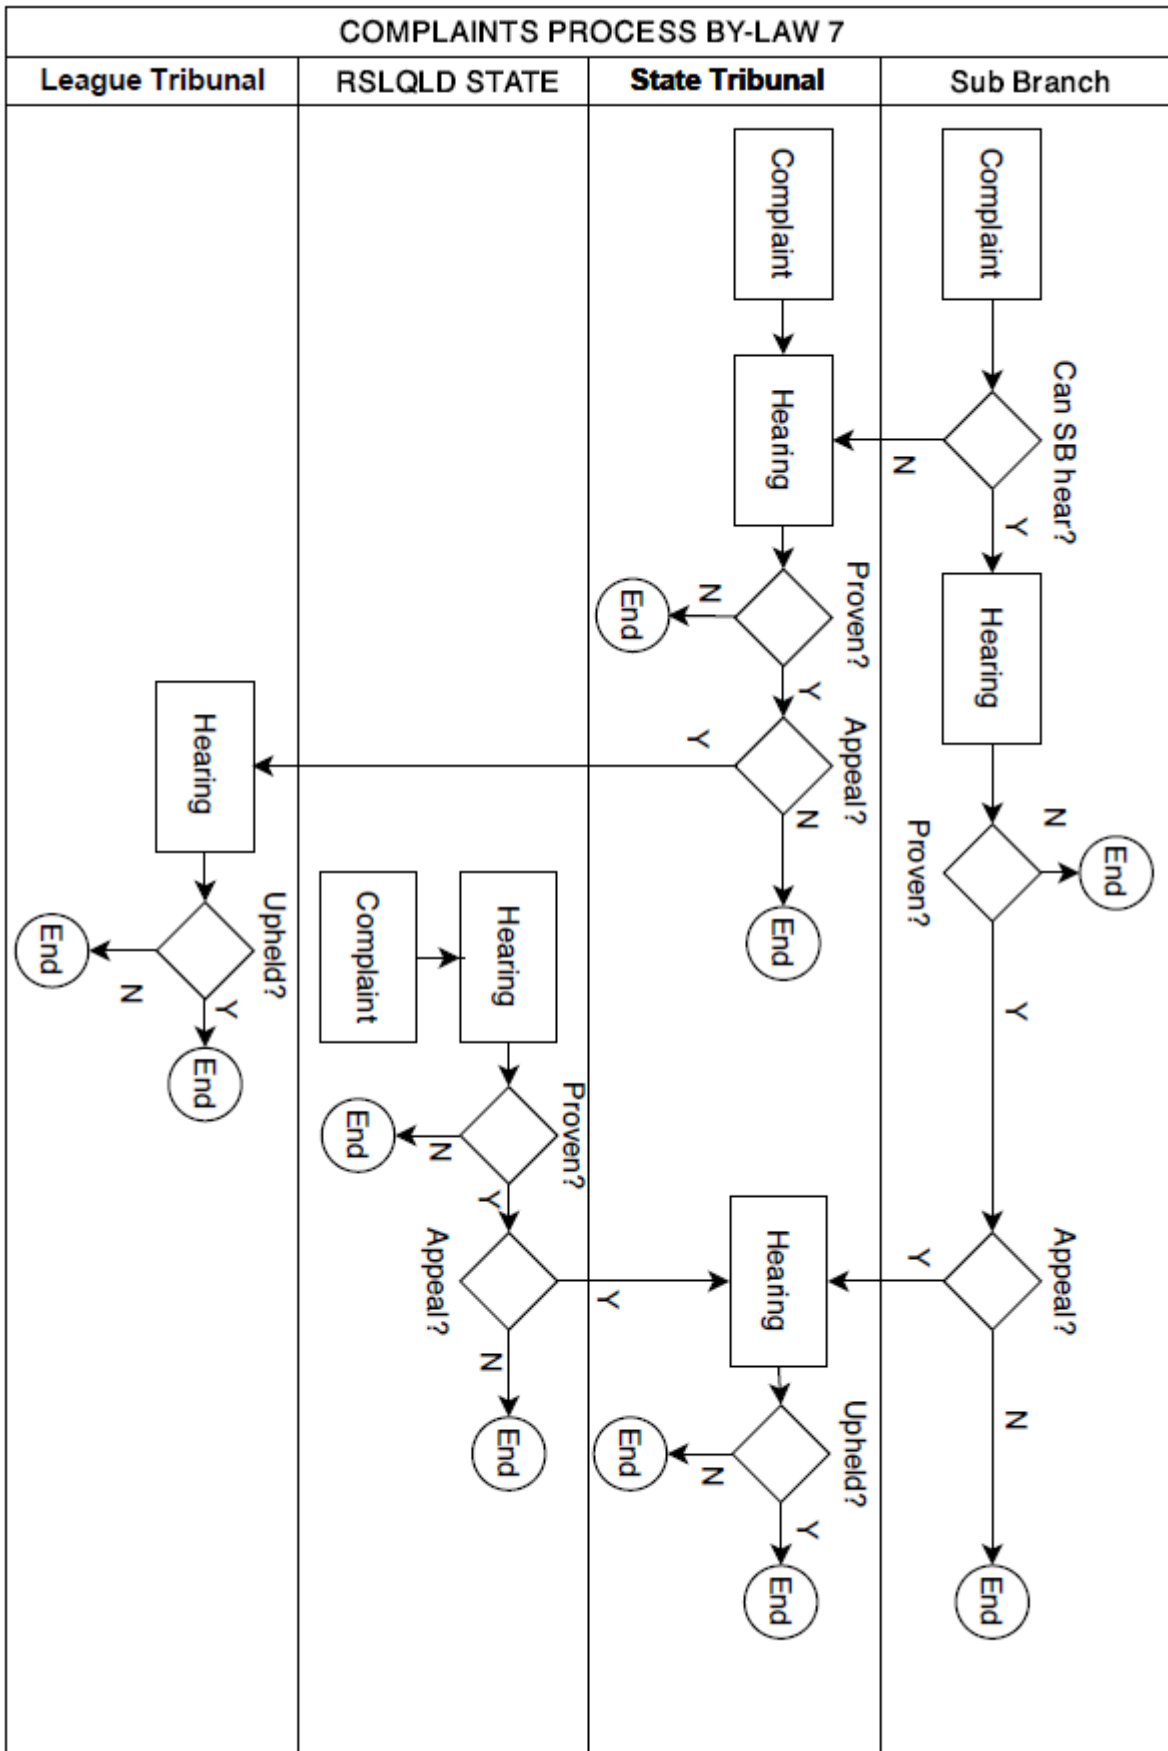 COMPLAINTS PROCESS BY-LAW 7
League Tribunal
RSLQLD STATE
State Tribunal
Sub Branch
Complaint
Can SB hear?
N
Y
Hearing
Proven?
N
End
Y
Appeal?
Y
N
End
Complaint
Hearing
Proven?
N
End
Y
Appeal?
Y
N
End
Hearing
Upheld?
N
End
Y
End
Complaint
Hearing
Proven?
N
End
Y
Appeal?
Y
N
End
Hearing
Upheld?
N
End
Y
End